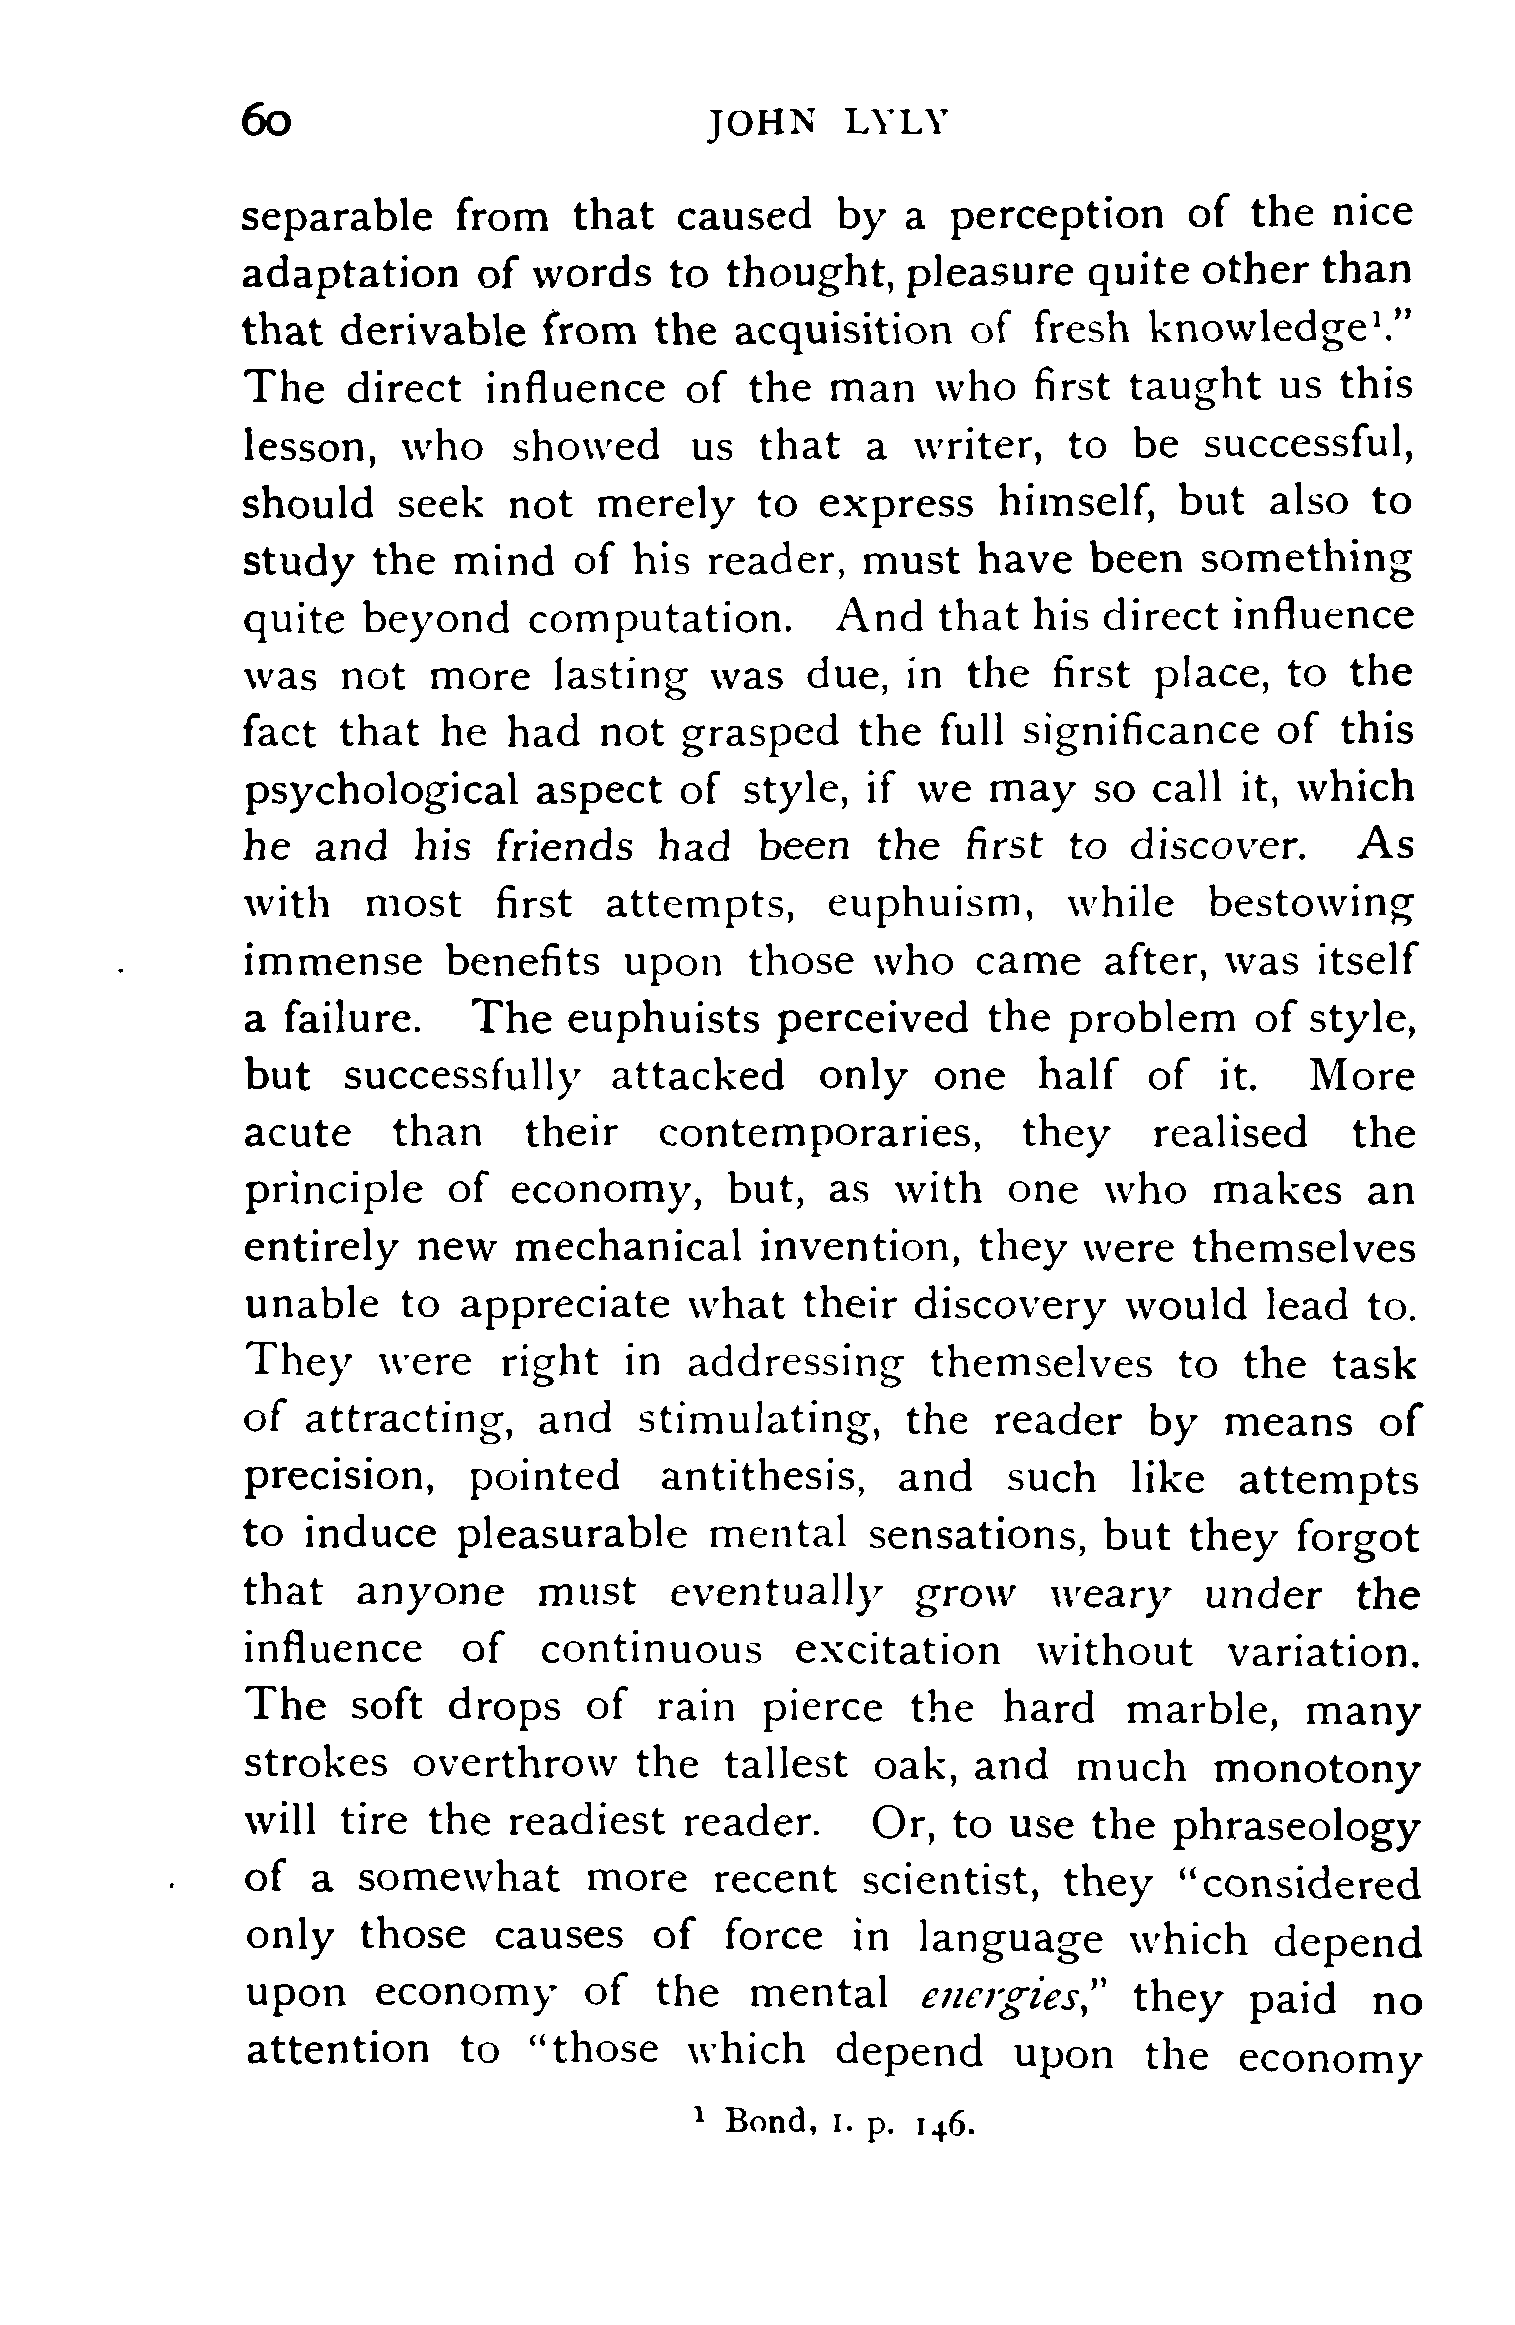 60 JOHN LYLY
separable from that caused by a perception of the nice
adaptation of words to thought, pleasure quite other than
that derivable from the acquisition of fresh knowledge¹."
The direct influence of the man who first taught us this
lesson, who showed us that a writer, to be successful,
should seek not merely to express himself, but also to
study the mind of his reader, must have been something
quite beyond computation. And that his direct influence
was not more lasting was due, in the first place, to the
fact that he had not grasped the full significance of this
psychological aspect of style, if we may so call it, which
he and his friends had been the first to discover. As
with most first attempts, euphuism, while bestowing
immense benefits upon those who came after, was itself
a failure. The euphuists perceived the problem of style,
but successfully attacked only one half of it. More
acute than their contemporaries, they realised the
principle of economy, but, as with one who makes an
entirely new mechanical invention, they were themselves
unable to appreciate what their discovery would lead to.
They were right in addressing themselves to the task
of attracting, and stimulating, the reader by means of
precision, pointed antithesis, and such like attempts
to induce pleasurable mental sensations, but they forgot
that anyone must eventually grow weary under the
influence of continuous excitation without variation.
The soft drops of rain pierce the hard marble, many
strokes overthrow the tallest oak, and much monotony
will tire the readiest reader. Or, to use the phraseology
of a somewhat more recent scientist, they "considered
only those causes of force in language which depend
upon economy of the mental energies," they paid no
attention to "those which depend upon the economy
¹ Bond, I. p. 146.